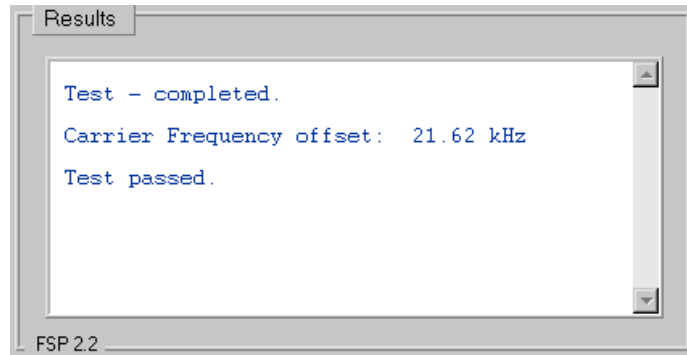 Results
Test - completed.
Carrier Frequency offset:  21.62 kHz
Test passed.
FSP 2.2